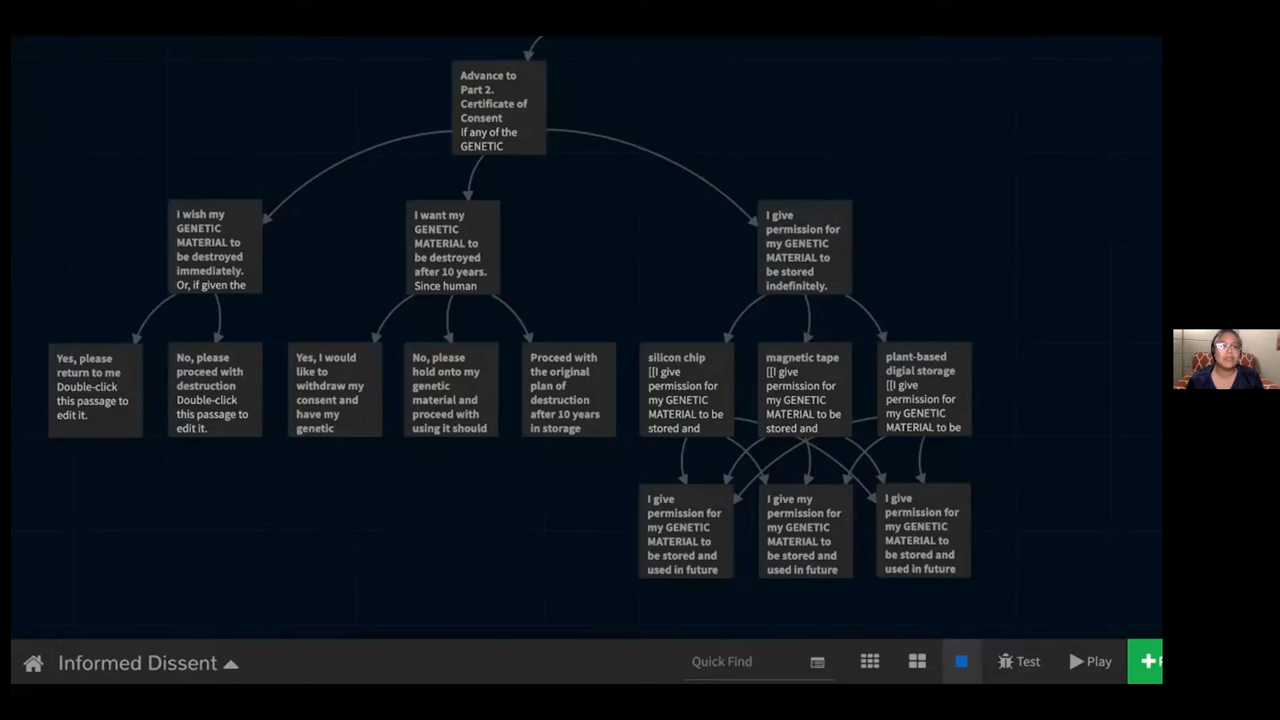 Advance to
Part 2.
Certificate of
Consent
If any of the
GENETIC
I wish my
GENETIC
MATERIAL to
be destroyed
immediately.
Or, if given the
I want my
GENETIC
MATERIAL to
be destroyed
after 10 years.
Since human
I give
permission for
my GENETIC
MATERIAL to
be stored
indefinitely.
Yes, please
return to me
Double-click
this passage to
edit it.
No, please
proceed with
destruction
Double-click
this passage to
edit it.
Yes, I would
like to
withdraw my
consent and
have my
genetic
No, please
hold onto my
genetic
material and
proceed with
using it should
Proceed with
the original
plan of
destruction
after 10 years
in storage
silicon chip
[[I give
permission for
my GENETIC
MATERIAL to be
stored and
magnetic tape
[[I give
permission for
my GENETIC
MATERIAL to be
stored and
plant-based
digial storage
[[I give
permission for
my GENETIC
MATERIAL to be
I give
permission for
my GENETIC
MATERIAL to
be stored and
used in future
I give my
permission for
my GENETIC
MATERIAL to
be stored and
used in future
I give
permission for
my GENETIC
MATERIAL to
be stored and
used in future
Informed Dissent
Quick Find
Test
Play